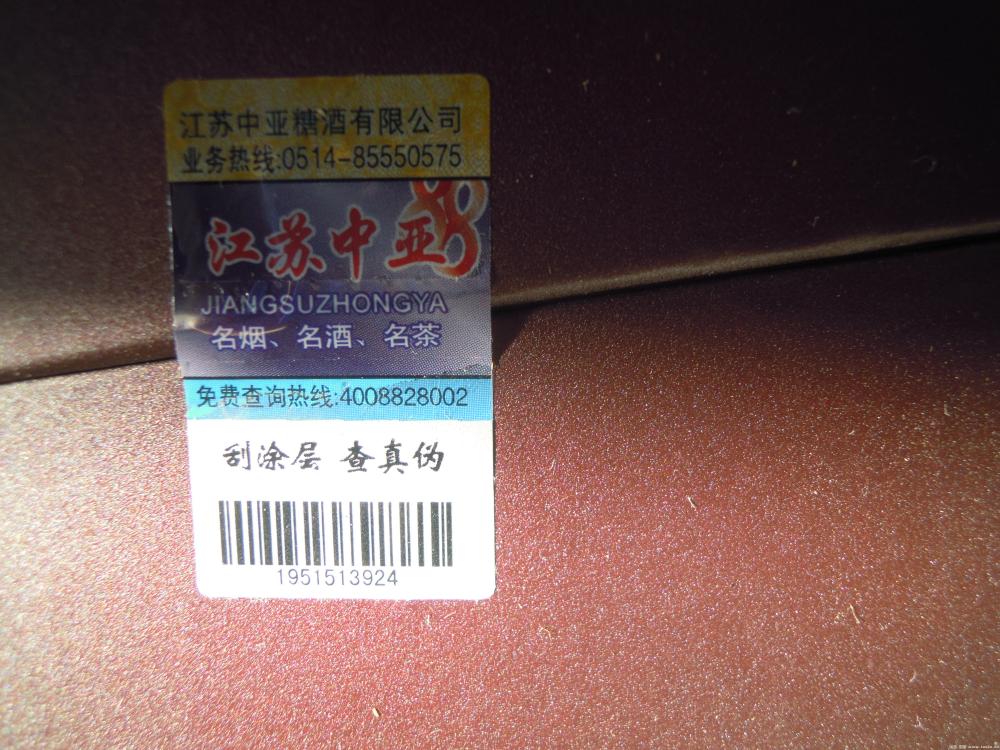 江苏中亚糖酒有限公司
业务热线:0514-85550575
江苏中亚
JIANGSUZHONGYA
名烟、名酒、名茶
免费查询热线:4008828002
刮涂层 查真伪
1951513924